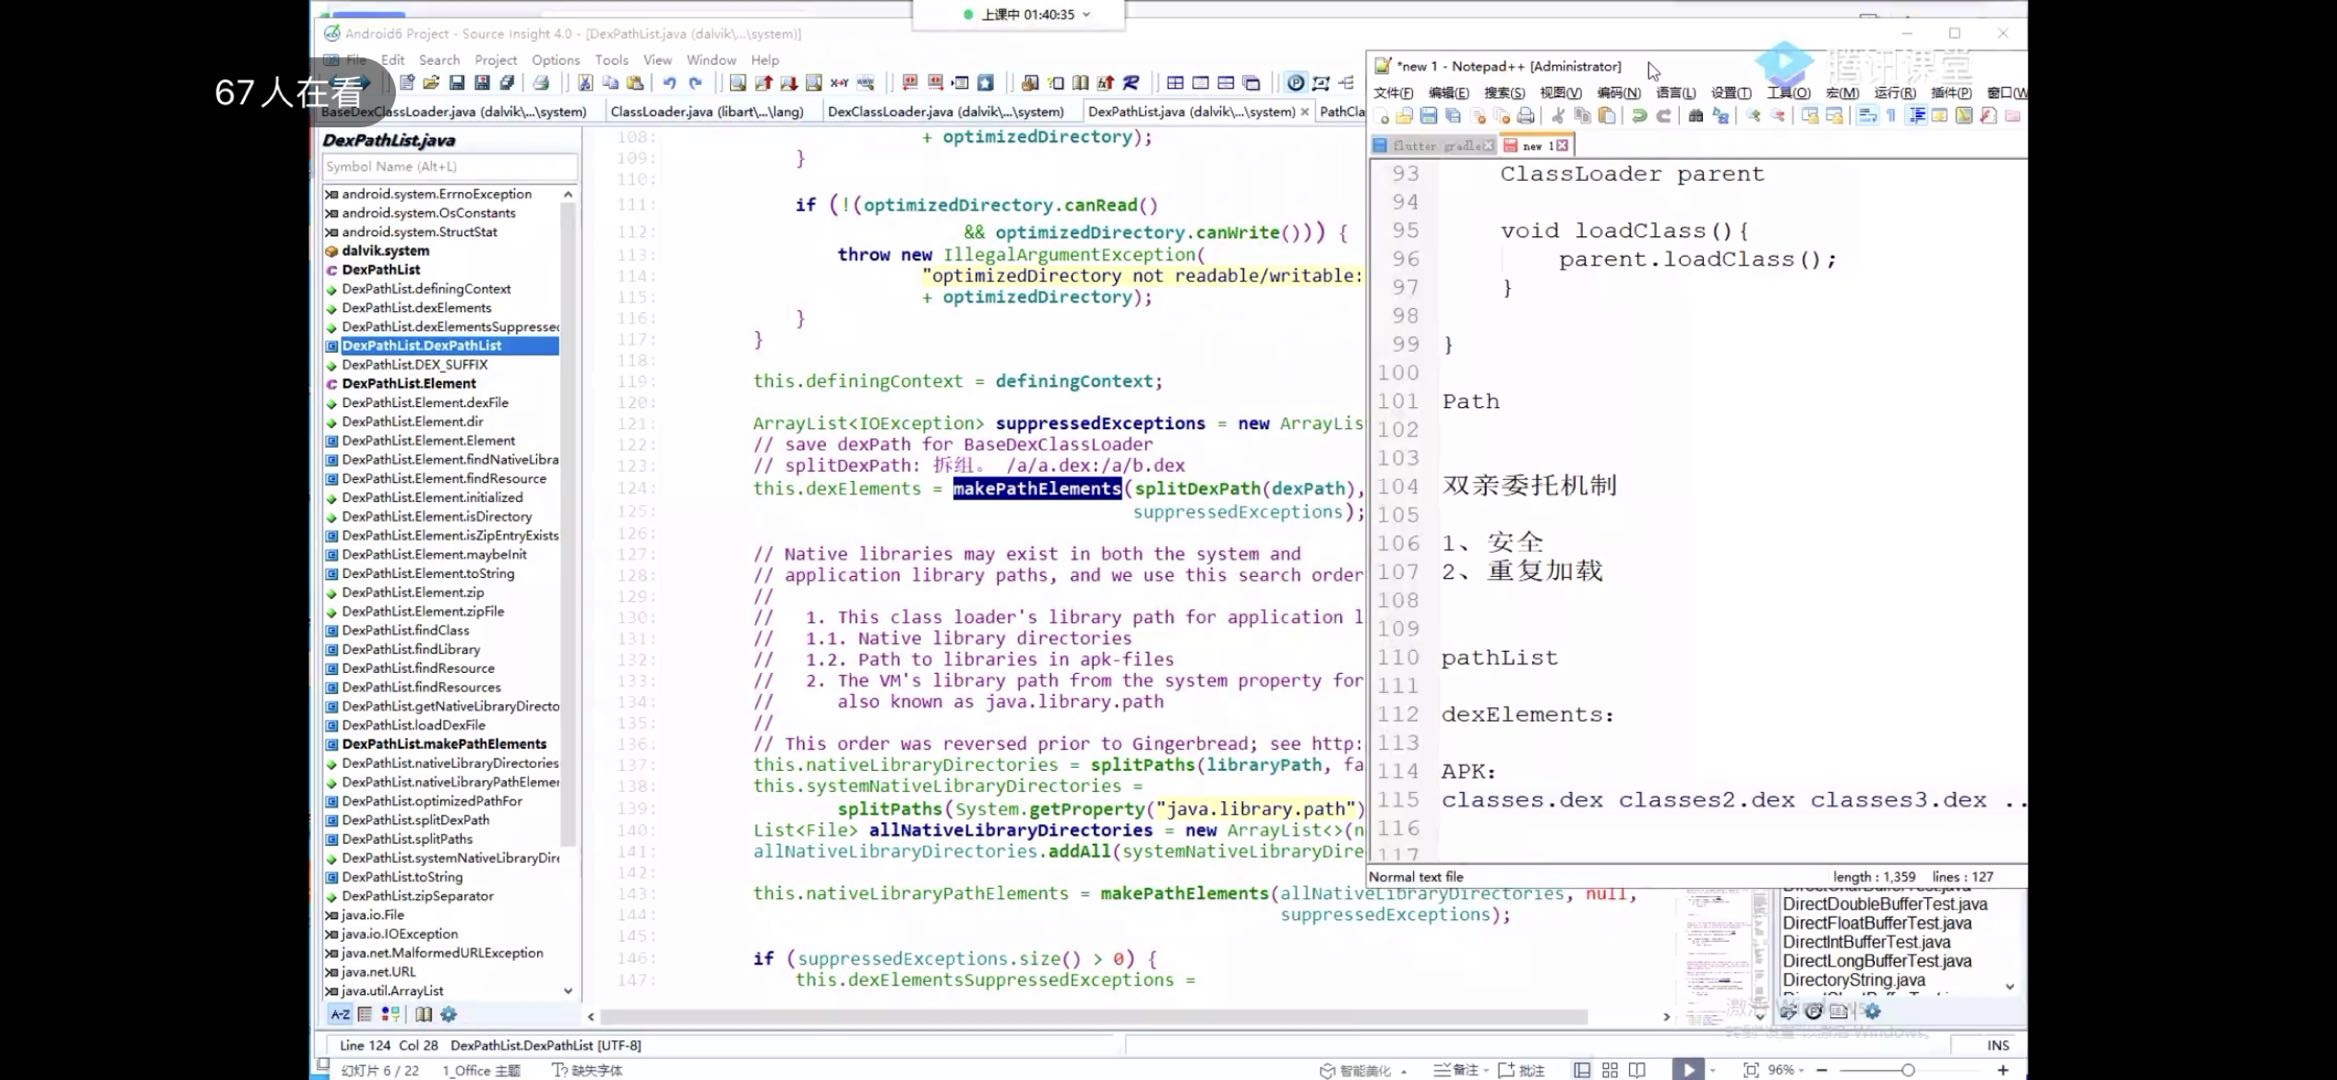 上课中 01:40:35
Android6 Project - Source Insight 4.0 - [DexPathList.java (dalvik\...\system)]
File Edit Search Project Options Tools View Window Help
67人在看
BaseDexClassLoader.java (dalvik\...\system) ClassLoader.java (libart\...\lang) DexClassLoader.java (dalvik\...\system) DexPathList.java (dalvik\...\system) PathCla
DexPathList.java
Symbol Name (Alt+L)
android.system.ErrnoException
android.system.OsConstants
android.system.StructStat
dalvik.system
DexPathList
DexPathList.definingContext
DexPathList.dexElements
DexPathList.dexElementsSuppressed
DexPathList.DexPathList
DexPathList.DEX_SUFFIX
DexPathList.Element
DexPathList.Element.dexFile
DexPathList.Element.dir
DexPathList.Element.Element
DexPathList.Element.findNativeLibra
DexPathList.Element.findResource
DexPathList.Element.initialized
DexPathList.Element.isDirectory
DexPathList.Element.isZipEntryExists
DexPathList.Element.maybeInit
DexPathList.Element.toString
DexPathList.Element.zip
DexPathList.Element.zipFile
DexPathList.findClass
DexPathList.findLibrary
DexPathList.findResource
DexPathList.findResources
DexPathList.getNativeLibraryDirecto
DexPathList.loadDexFile
DexPathList.makePathElements
DexPathList.nativeLibraryDirectories
DexPathList.nativeLibraryPathElemer
DexPathList.optimizedPathFor
DexPathList.splitDexPath
DexPathList.splitPaths
DexPathList.systemNativeLibraryDire
DexPathList.toString
DexPathList.zipSeparator
java.io.File
java.io.IOException
java.net.MalformedURLException
java.net.URL
java.util.ArrayList
108: + optimizedDirectory);
109: }
110:
111: if (!(optimizedDirectory.canRead()
112: && optimizedDirectory.canWrite())) {
113: throw new IllegalArgumentException(
114: "optimizedDirectory not readable/writable:
115: + optimizedDirectory);
116: }
117: }
118:
119: this.definingContext = definingContext;
120:
121: ArrayList<IOException> suppressedExceptions = new ArrayLis
122: // save dexPath for BaseDexClassLoader
123: // splitDexPath: 拆组。 /a/a.dex:/a/b.dex
124: this.dexElements = makePathElements(splitDexPath(dexPath),
125: suppressedExceptions);
126:
127: // Native libraries may exist in both the system and
128: // application library paths, and we use this search order
129: //
130: // 1. This class loader's library path for application l
131: // 1.1. Native library directories
132: // 1.2. Path to libraries in apk-files
133: // 2. The VM's library path from the system property for
134: // also known as java.library.path
135: //
136: // This order was reversed prior to Gingerbread; see http:
137: this.nativeLibraryDirectories = splitPaths(libraryPath, fa
138: this.systemNativeLibraryDirectories =
139: splitPaths(System.getProperty("java.library.path")
140: List<File> allNativeLibraryDirectories = new ArrayList<>(n
141: allNativeLibraryDirectories.addAll(systemNativeLibraryDire
142:
143: this.nativeLibraryPathElements = makePathElements(allNativeLibraryDirectories, null,
144: suppressedExceptions);
145:
146: if (suppressedExceptions.size() > 0) {
147: this.dexElementsSuppressedExceptions =
*new 1 - Notepad++ [Administrator]
腾讯课堂
文件(F) 编辑(E) 搜索(S) 视图(V) 编码(N) 语言(L) 设置(T) 工具(O) 宏(M) 运行(R) 插件(P) 窗口(W
flutter gradle new 1
93 ClassLoader parent
94
95 void loadClass(){
96 parent.loadClass();
97 }
98
99 }
100
101 Path
102
103
104 双亲委托机制
105
106 1、安全
107 2、重复加载
108
109
110 pathList
111
112 dexElements:
113
114 APK:
115 classes.dex classes2.dex classes3.dex ..
116
117
Normal text file length : 1,359 lines : 127
DirectDoubleBufferTest.java
DirectFloatBufferTest.java
DirectIntBufferTest.java
DirectLongBufferTest.java
DirectoryString.java
A-Z
激活 Windows
Line 124 Col 28 DexPathList.DexPathList [UTF-8]
INS
幻灯片 6 / 22 1_Office 主题 缺失字体 智能美化 备注 批注 96%